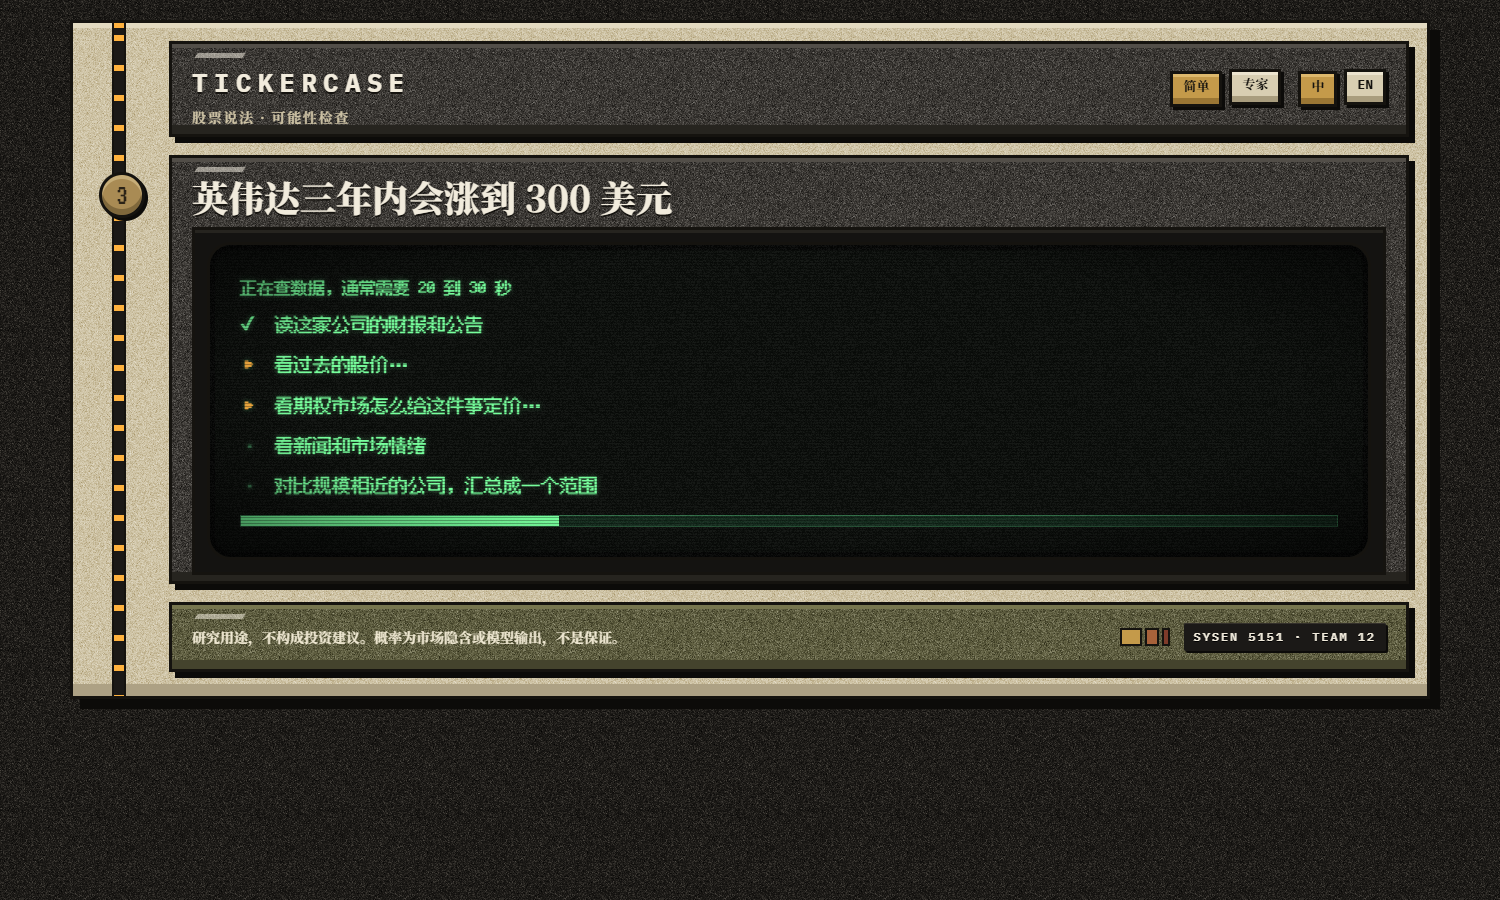 TICKERCASE
股票说法 · 可能性检查
简单 专家 中 EN
3
英伟达三年内会涨到 300 美元
正在查数据，通常需要 20 到 30 秒
✓ 读这家公司的财报和公告
看过去的股价…
看期权市场怎么给这件事定价…
· 看新闻和市场情绪
· 对比规模相近的公司，汇总成一个范围
研究用途，不构成投资建议。概率为市场隐含或模型输出，不是保证。
SYSEN 5151 · TEAM 12